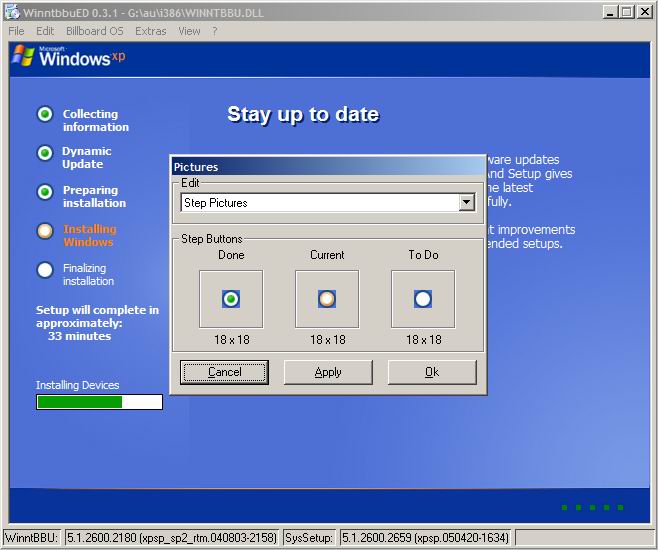 WinntbbuED 0.3.1 - G:\au\i386\WINNTBBU.DLL
File Edit Billboard OS Extras View ?
Microsoft
Windows xp
Collecting
information
Dynamic
Update
Preparing
installation
Installing
Windows
Finalizing
installation
Setup will complete in
approximately:
33 minutes
Installing Devices
Stay up to date
ware updates
And Setup gives
he latest
fully.
t improvements
ended setups.
Pictures
Edit
Step Pictures
Step Buttons
Done Current To Do
18 x 18 18 x 18 18 x 18
Cancel Apply Ok
WinntBBU: 5.1.2600.2180 (xpsp_sp2_rtm.040803-2158) SysSetup: 5.1.2600.2659 (xpsp.050420-1634)